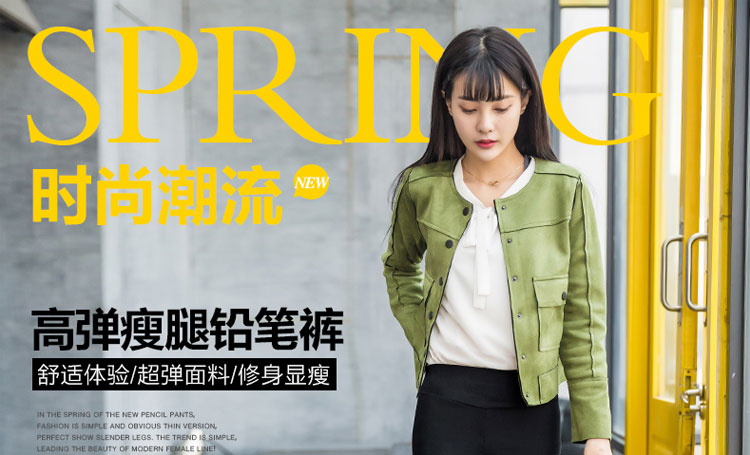 SPRING
时尚潮流 NEW
高弹瘦腿铅笔裤
舒适体验/超弹面料/修身显瘦
IN THE SPRING OF THE NEW PENCIL PANTS,
FASHION IS SIMPLE AND OBVIOUS THIN VERSION,
PERFECT SHOW SLENDER LEGS. THE TREND IS SIMPLE,
LEADING THE BEAUTY OF MODERN FEMALE LINE!